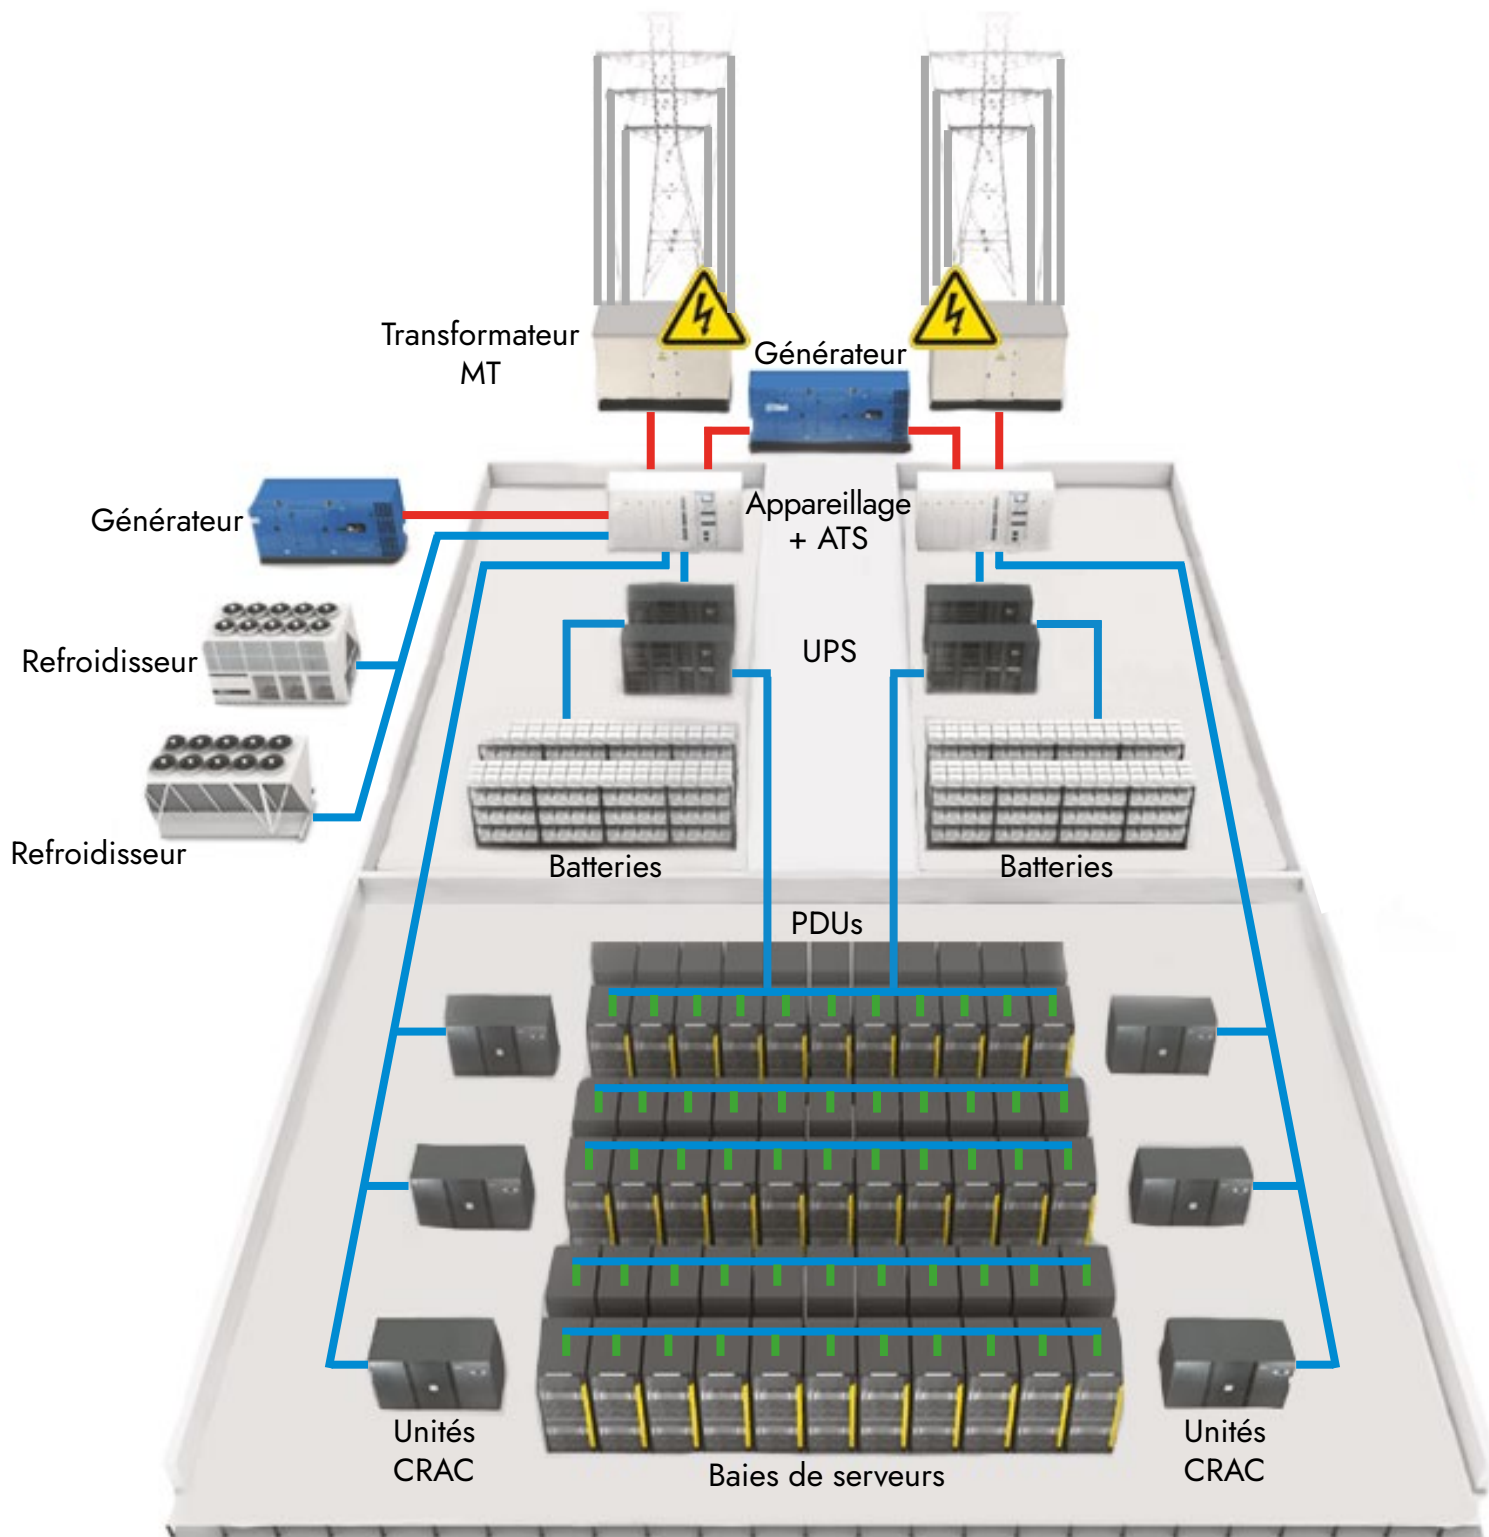 Transformateur
MT
Générateur
Générateur
Appareillage
+ ATS
Refroidisseur
UPS
Refroidisseur
Batteries
Batteries
PDUs
Unités
CRAC
Unités
CRAC
Baies de serveurs